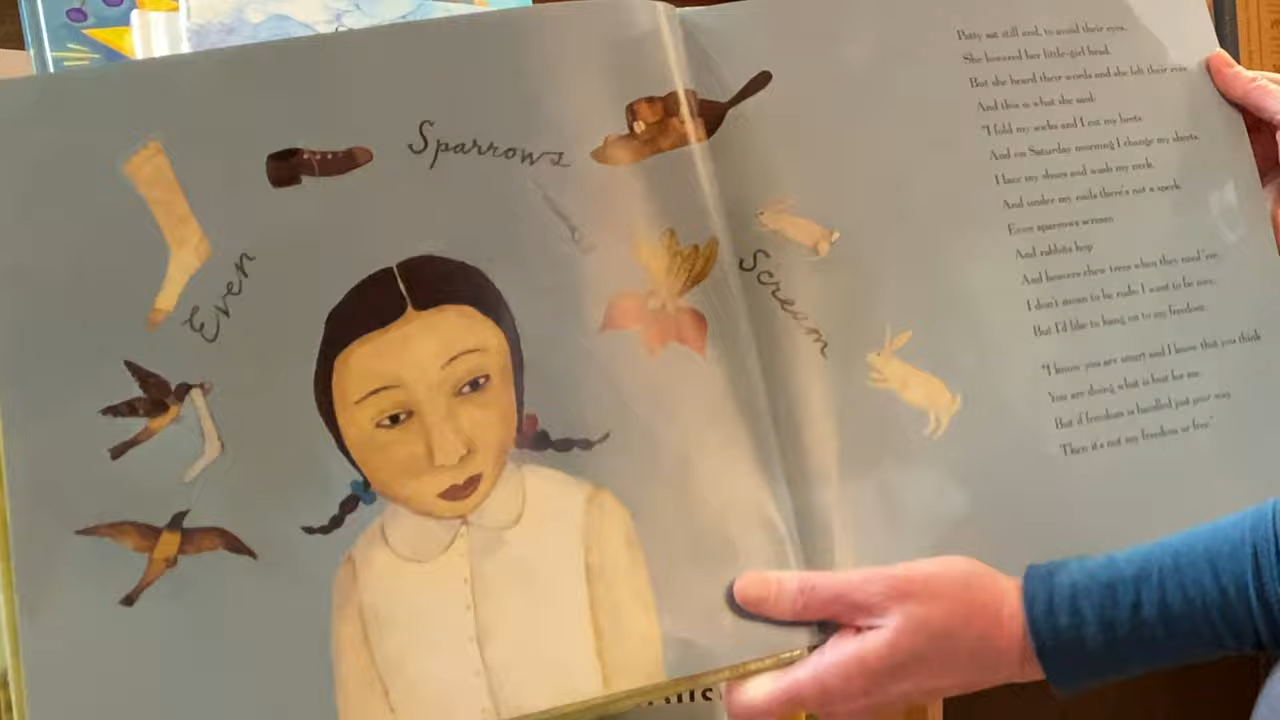 Even
Sparrows
Scream
Patty sat still and, to avoid their eyes,
She lowered her little-girl head.
But she heard their words and she felt their eyes
And this is what she said:
"I fold my socks and I eat my beets
And on Saturday morning I change my sheets.
I lace my shoes and wash my neck
And under my nails there's not a speck.
Even sparrows scream
And rabbits hop
And beavers chew trees when they need 'em.
I don't mean to be rude: I want to be nice,
But I'd like to hang on to my freedom.
"I know you are smart and I know that you think
You are doing what is best for me.
But if freedom is handled just your way
Then it's not my freedom or free."